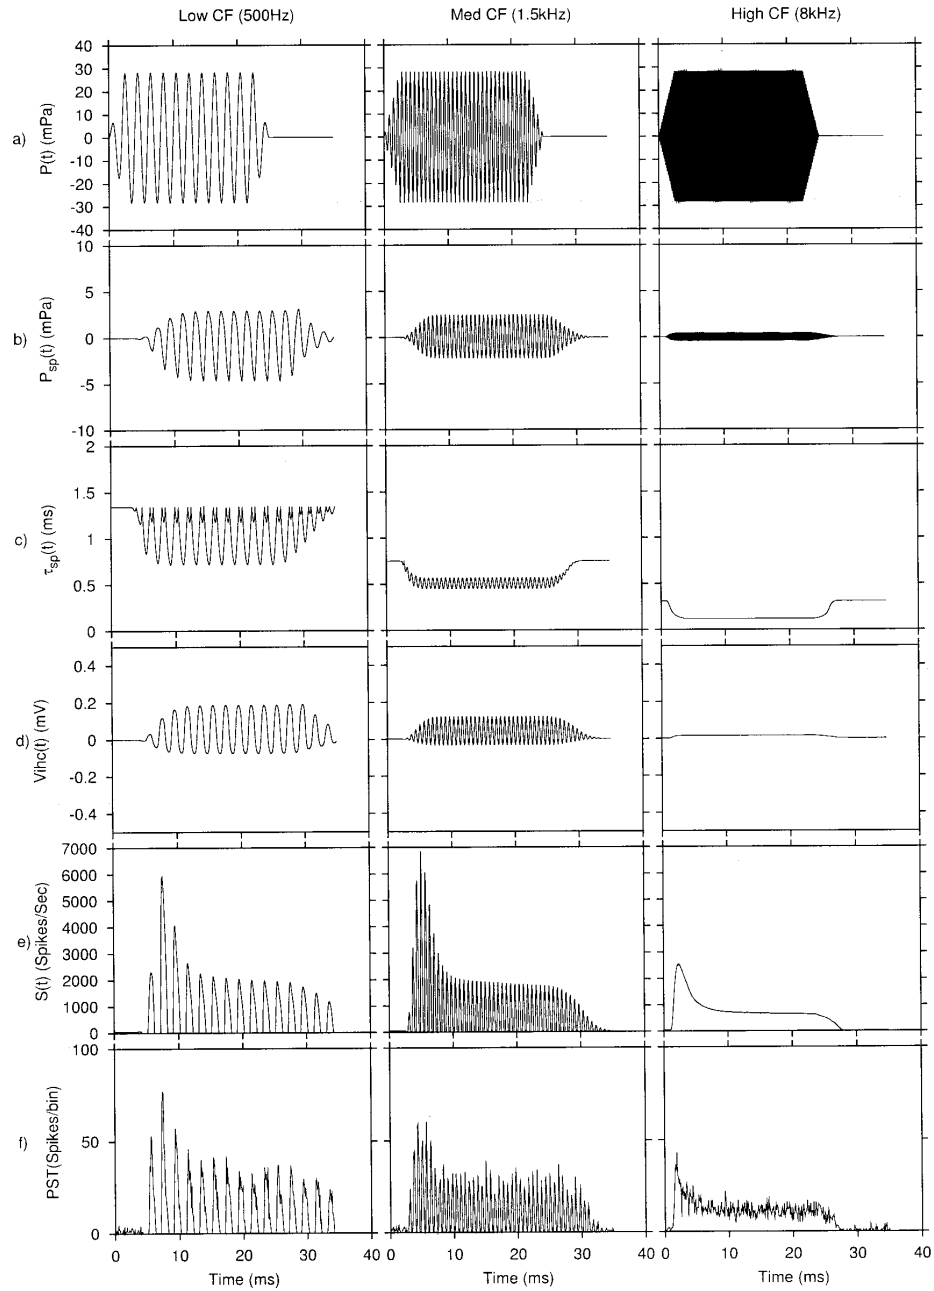 Low CF (500Hz) Med CF (1.5kHz) High CF (8kHz)
a)
P(t) (mPa)
40
30
20
10
0
-10
-20
-30
-40
b)
P_sp(t) (mPa)
10
5
0
-5
-10
c)
τ_sp(t) (ms)
2
1.5
1
0.5
0
d)
Vihc(t) (mV)
0.4
0.2
0
-0.2
-0.4
e)
S(t) (Spikes/Sec)
7000
6000
5000
4000
3000
2000
1000
0
f)
PST(Spikes/bin)
100
50
0
0 10 20 30 40 0 10 20 30 40 0 10 20 30 40
Time (ms) Time (ms) Time (ms)